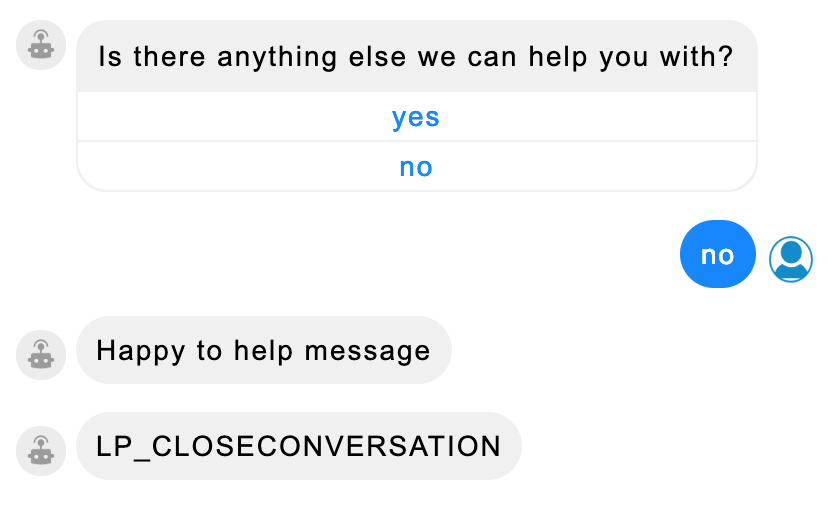 Is there anything else we can help you with?
yes
no
no
Happy to help message
LP_CLOSECONVERSATION